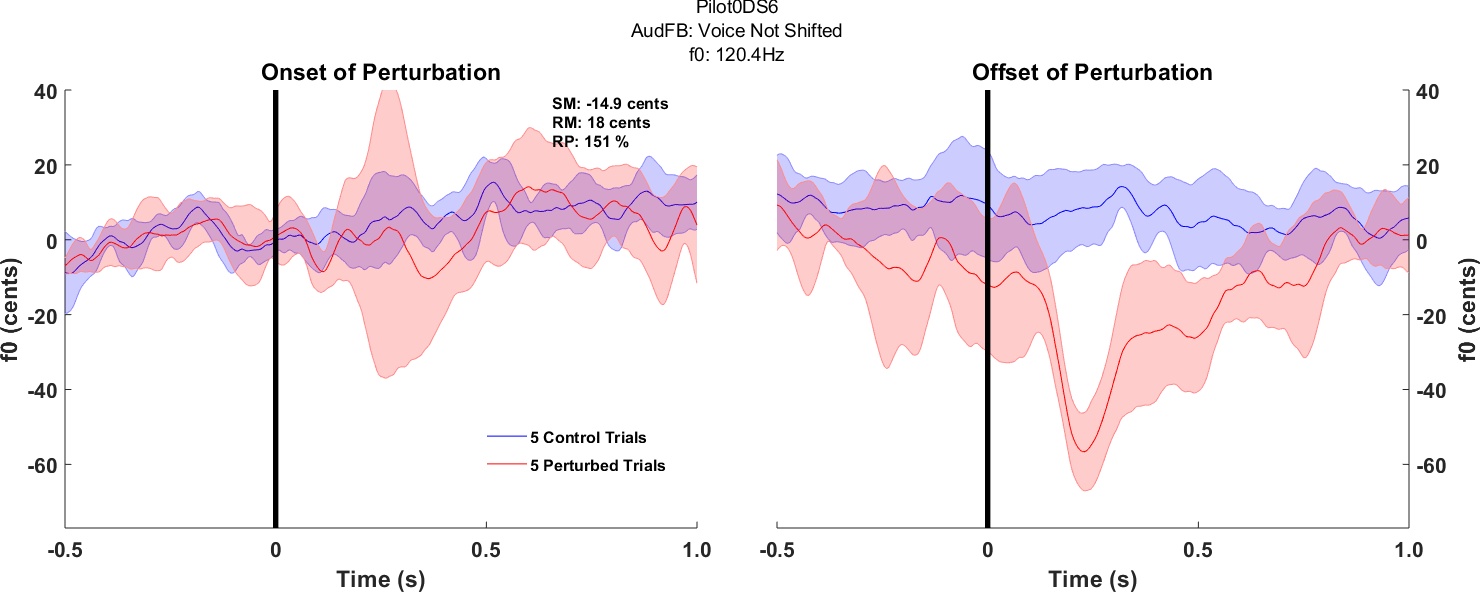 Pilot0DS6
AudFB: Voice Not Shifted
f0: 120.4Hz
Onset of Perturbation
SM: -14.9 cents
RM: 18 cents
RP: 151 %
40
20
0
-20
-40
-60
f0 (cents)
5 Control Trials
5 Perturbed Trials
-0.5
0
0.5
1.0
Time (s)
Offset of Perturbation
40
20
0
-20
-40
-60
f0 (cents)
-0.5
0
0.5
1.0
Time (s)